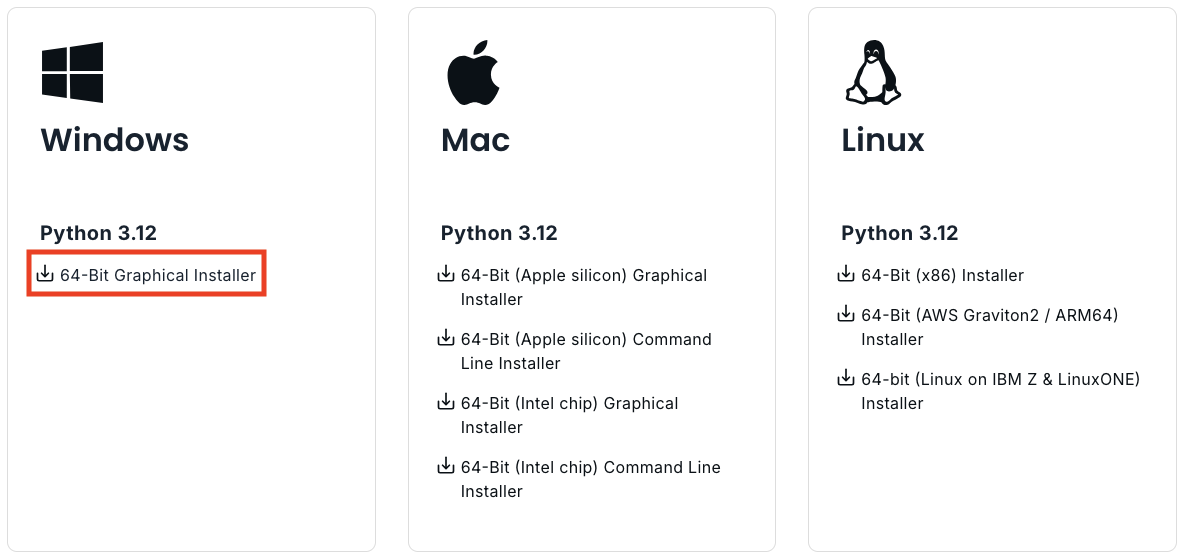 Windows
Python 3.12
64-Bit Graphical Installer
Mac
Python 3.12
64-Bit (Apple silicon) Graphical
Installer
64-Bit (Apple silicon) Command
Line Installer
64-Bit (Intel chip) Graphical
Installer
64-Bit (Intel chip) Command Line
Installer
Linux
Python 3.12
64-Bit (x86) Installer
64-Bit (AWS Graviton2 / ARM64)
Installer
64-bit (Linux on IBM Z & LinuxONE)
Installer